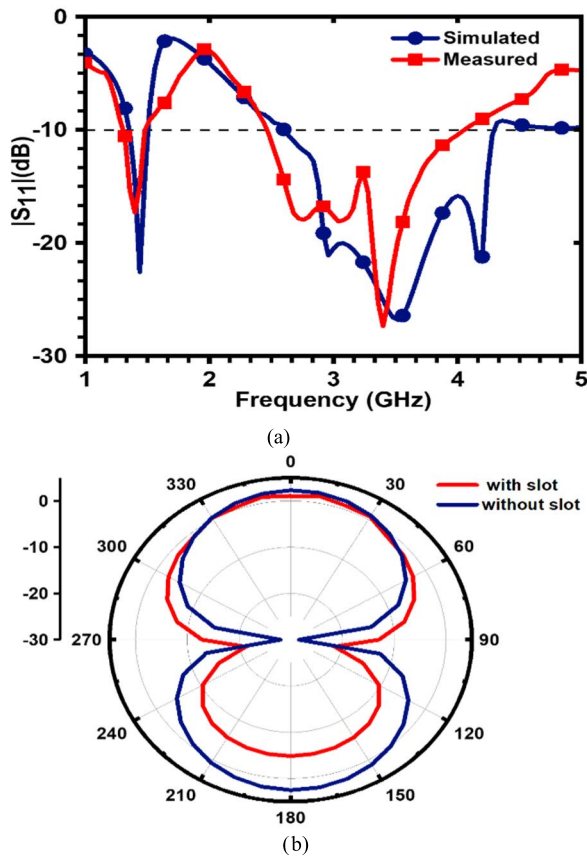 0
Simulated
Measured
-10
|S11|(dB)
-20
-30
1 2 3 4 5
Frequency (GHz)
(a)
0
330 30
with slot
without slot
0
-10
300 60
-20
-30
270 90
240 120
210 150
180
(b)